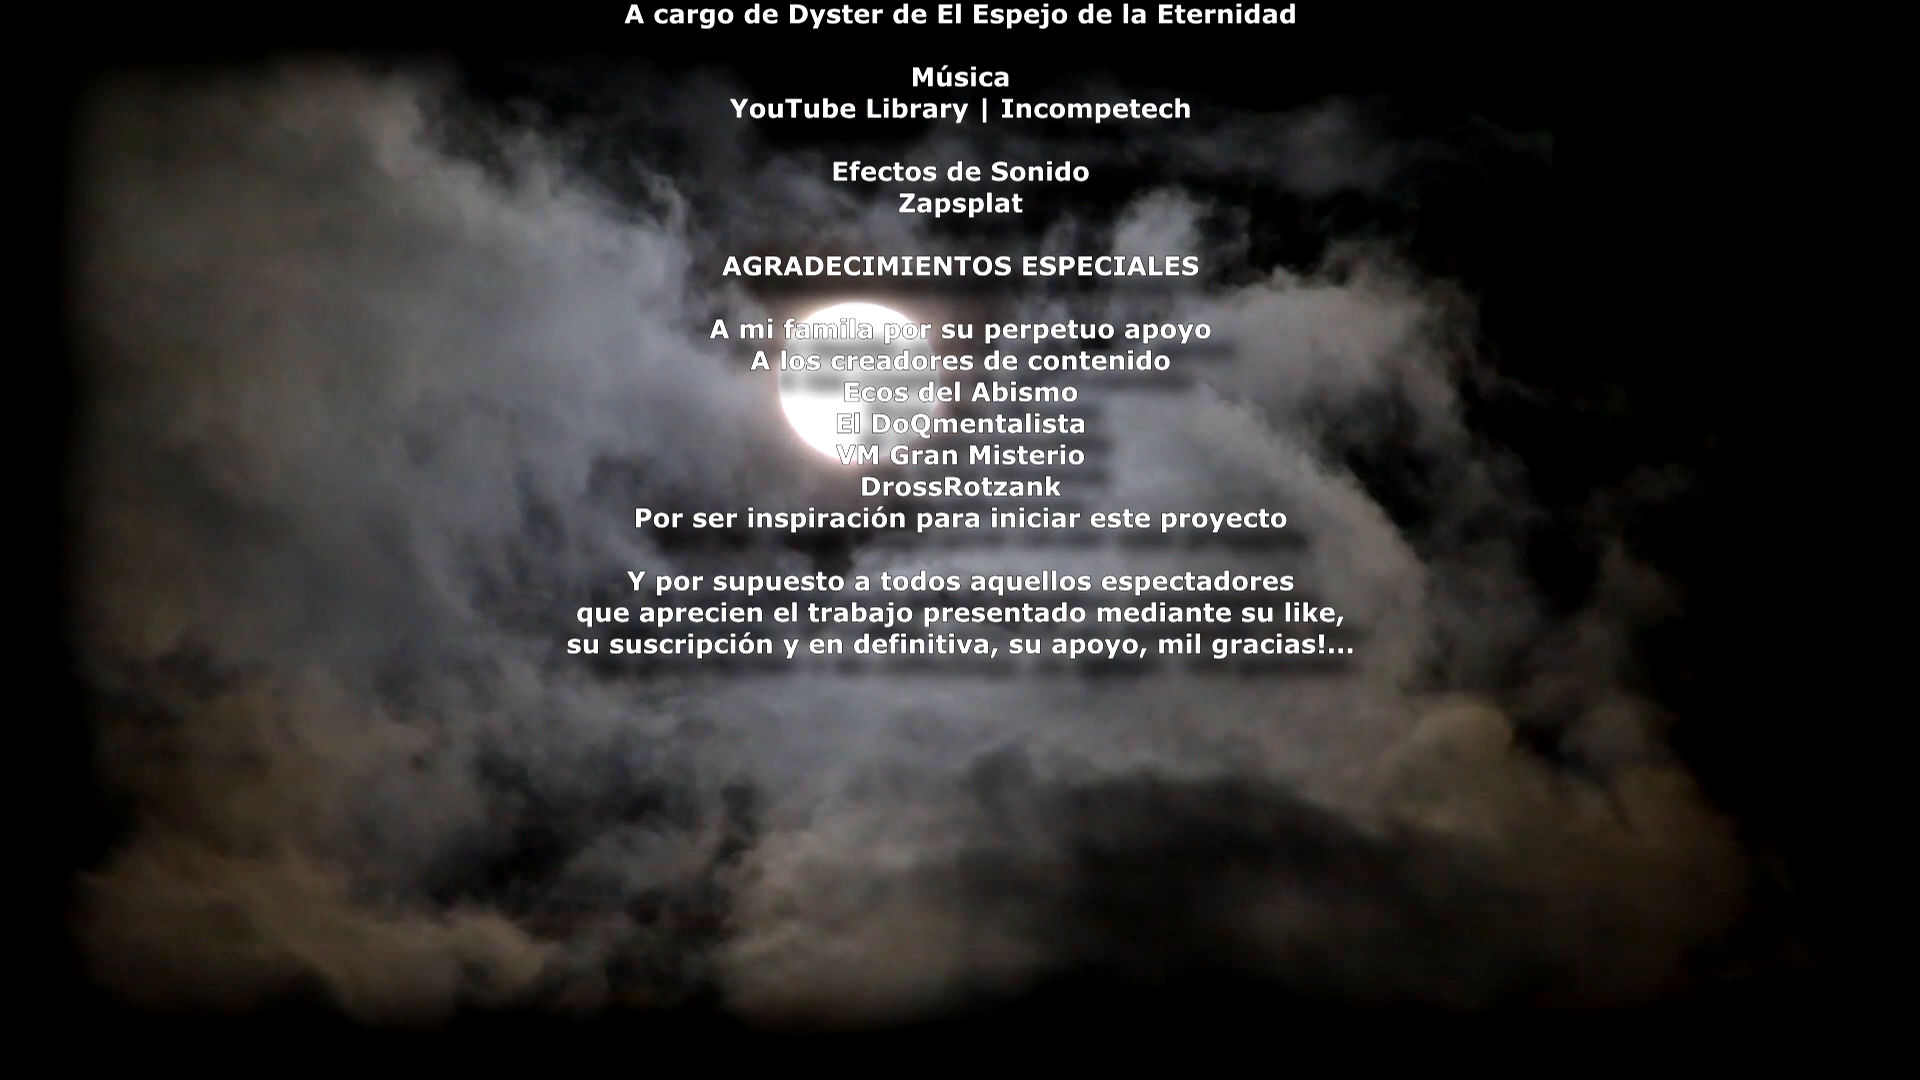 A cargo de Dyster de El Espejo de la Eternidad
Música
YouTube Library | Incompetech
Efectos de Sonido
Zapsplat
AGRADECIMIENTOS ESPECIALES
A mi famila por su perpetuo apoyo
A los creadores de contenido
Ecos del Abismo
El DoQmentalista
VM Gran Misterio
DrossRotzank
Por ser inspiración para iniciar este proyecto
Y por supuesto a todos aquellos espectadores
que aprecien el trabajo presentado mediante su like,
su suscripción y en definitiva, su apoyo, mil gracias!...